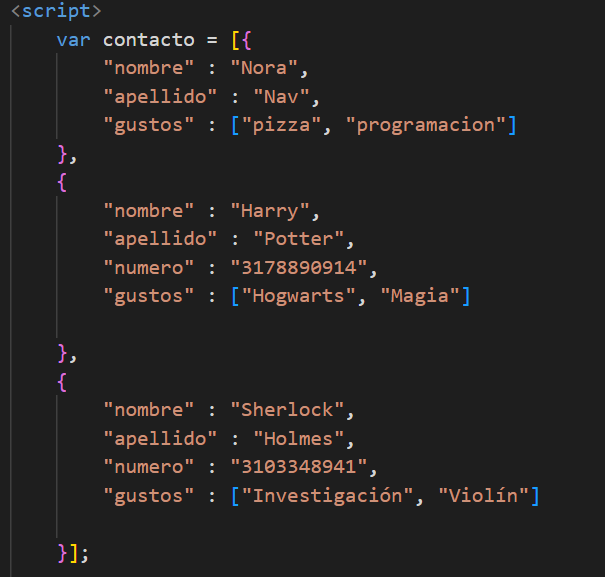 <script>
var contacto = [{
"nombre" : "Nora",
"apellido" : "Nav",
"gustos" : ["pizza", "programacion"]
},
{
"nombre" : "Harry",
"apellido" : "Potter",
"numero" : "3178890914",
"gustos" : ["Hogwarts", "Magia"]
},
{
"nombre" : "Sherlock",
"apellido" : "Holmes",
"numero" : "3103348941",
"gustos" : ["Investigación", "Violín"]
}];